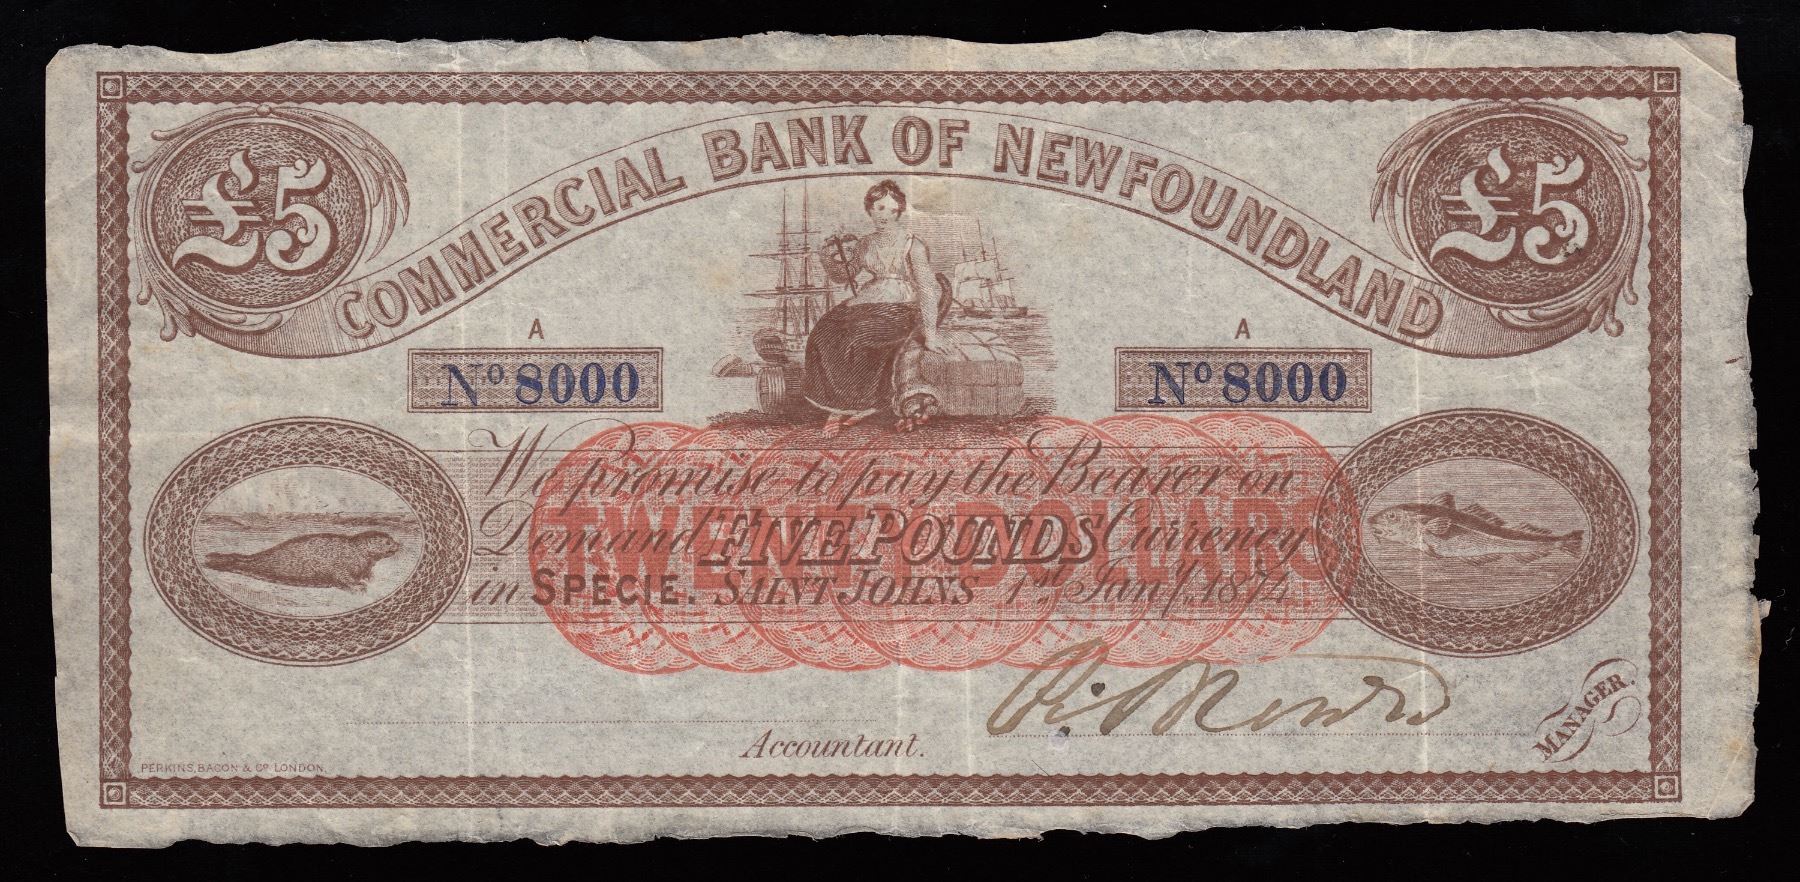 COMMERCIAL BANK OF NEWFOUNDLAND
£5
£5
A
A
No 8000
No 8000
We promise to pay the Bearer on
Demand FIVE POUNDS Currency
TWENTY DOLLARS
in SPECIE. SAINT JOHNS 1st Jany. 1874
MANAGER.
Accountant.
PERKINS, BACON & Co. LONDON.